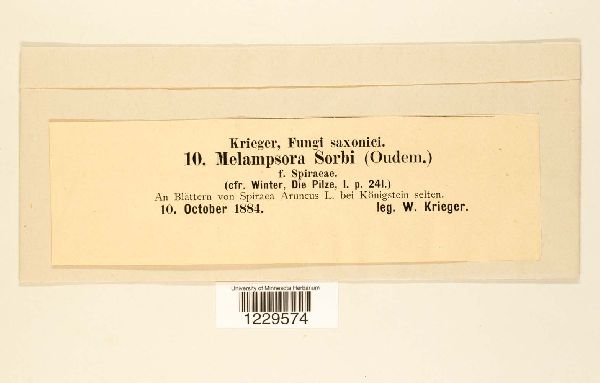 Krieger, Fungi saxonici.
10. Melampsora Sorbi (Oudem.)
f. Spiraeae.
(cfr. Winter, Die Pilze, I. p. 241.)
An Blättern von Spiraea Aruncus L. bei Königstein selten.
10. October 1884. leg. W. Krieger.
University of Minnesota Herbarium
1229574